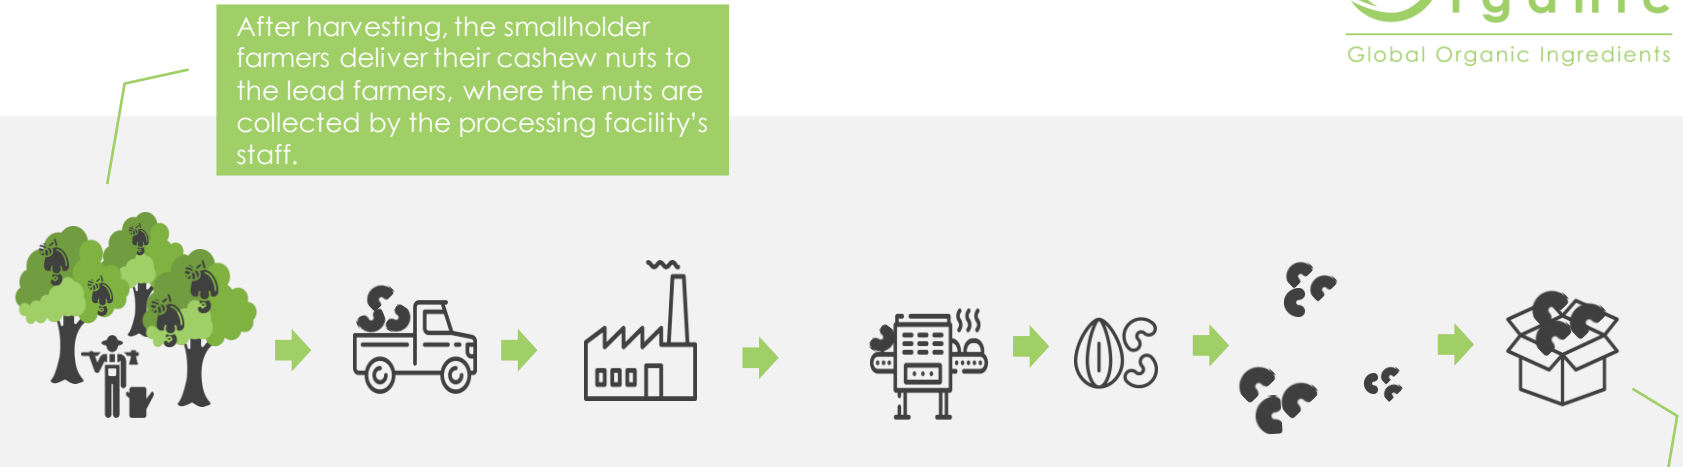 After harvesting, the smallholder
farmers deliver their cashew nuts to
the lead farmers, where the nuts are
collected by the processing facility's
staff.
Global Organic Ingredients